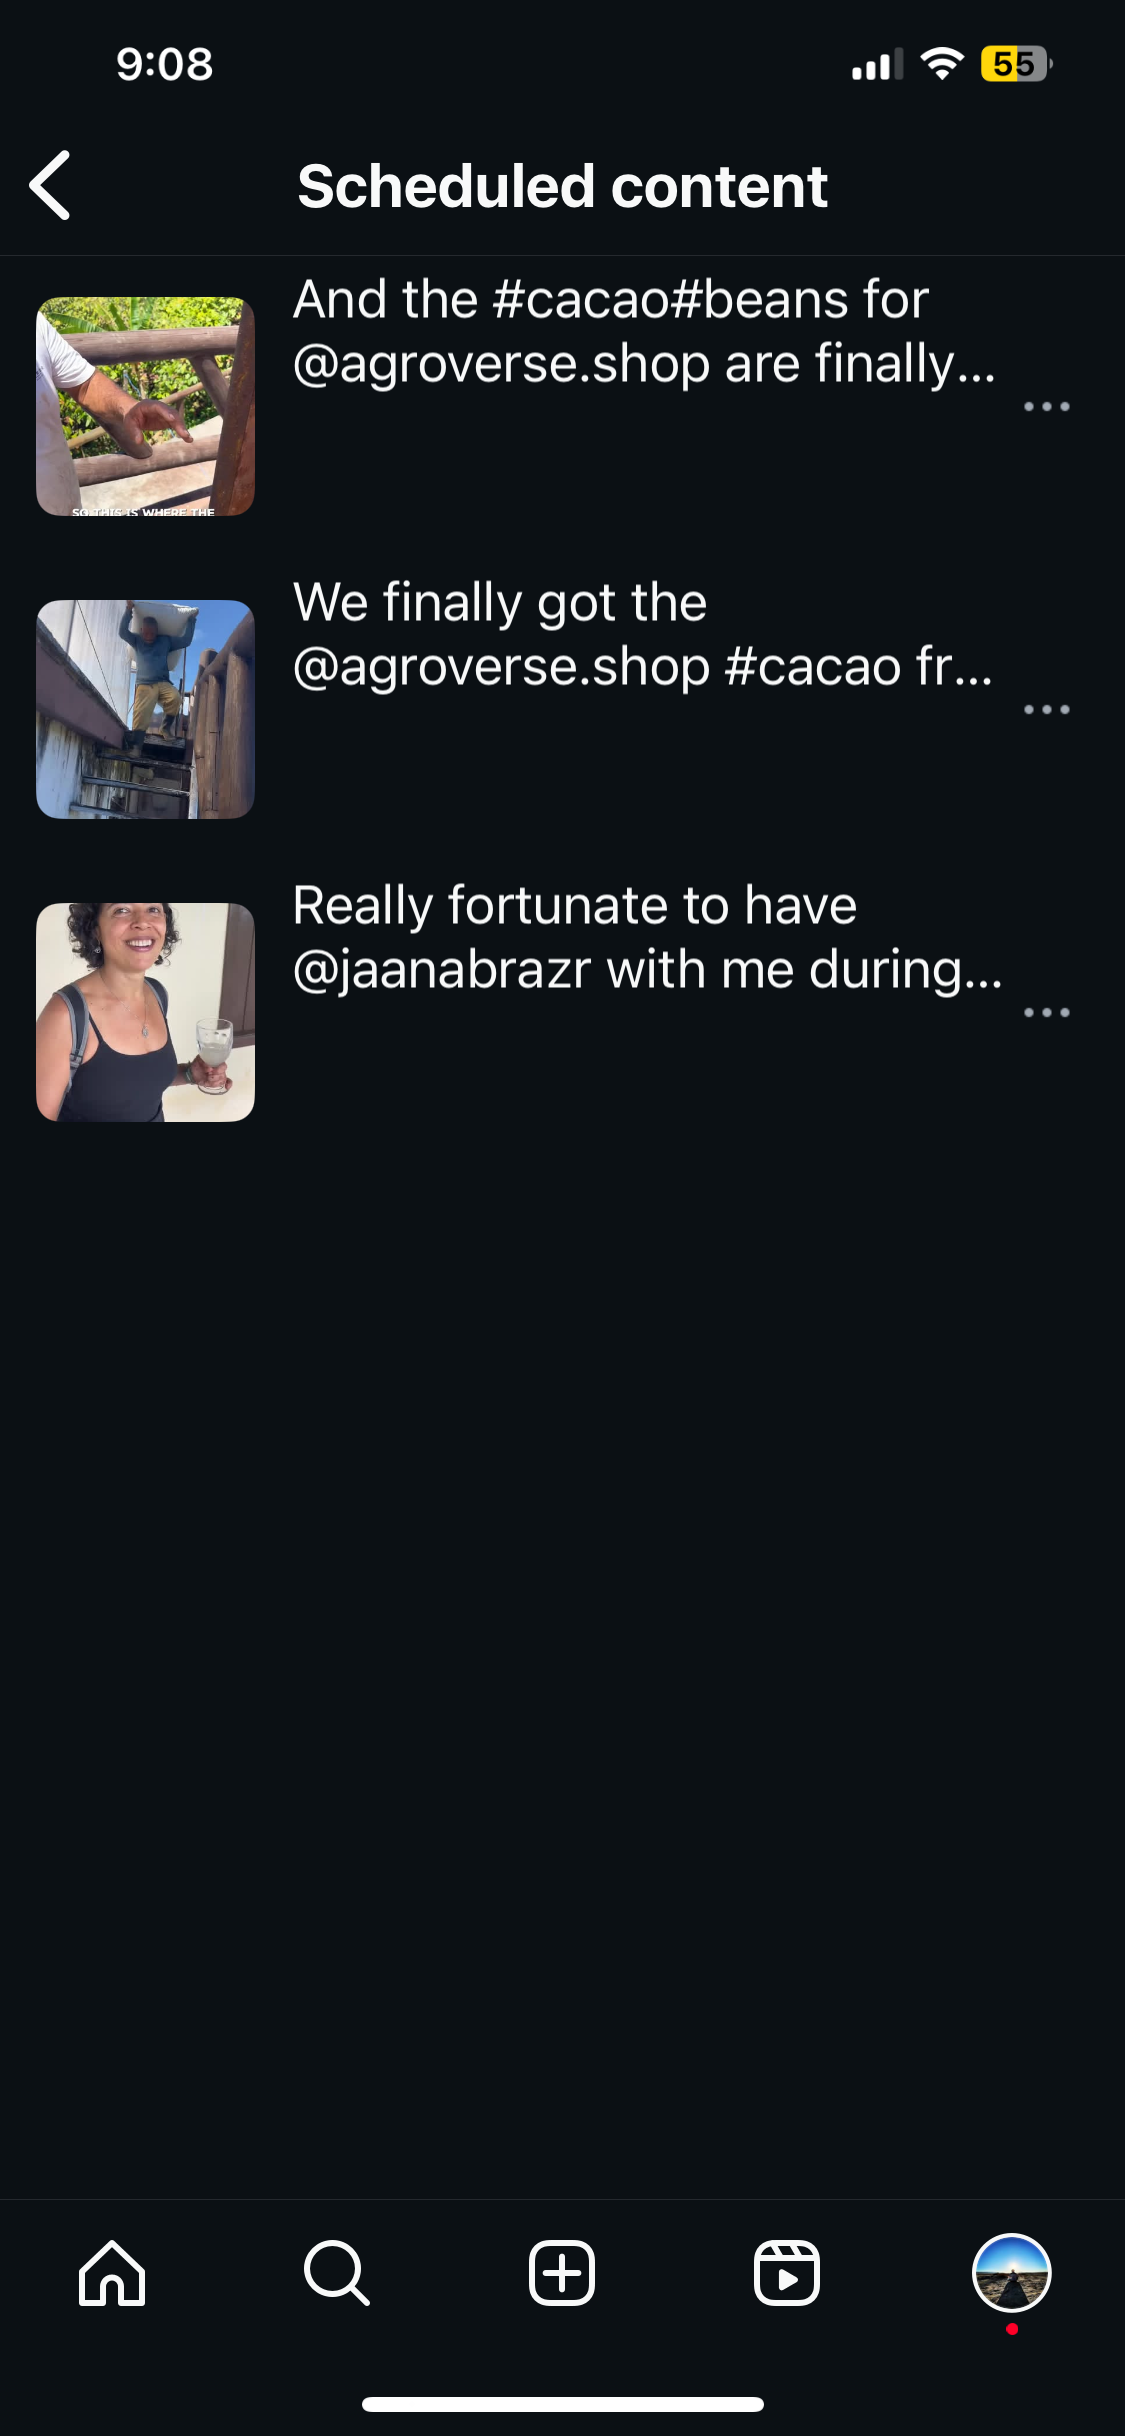 9:08
55
Scheduled content
And the #cacao#beans for
@agroverse.shop are finally...
SO THIS IS WHERE THE
We finally got the
@agroverse.shop #cacao fr...
Really fortunate to have
@jaanabrazr with me during...